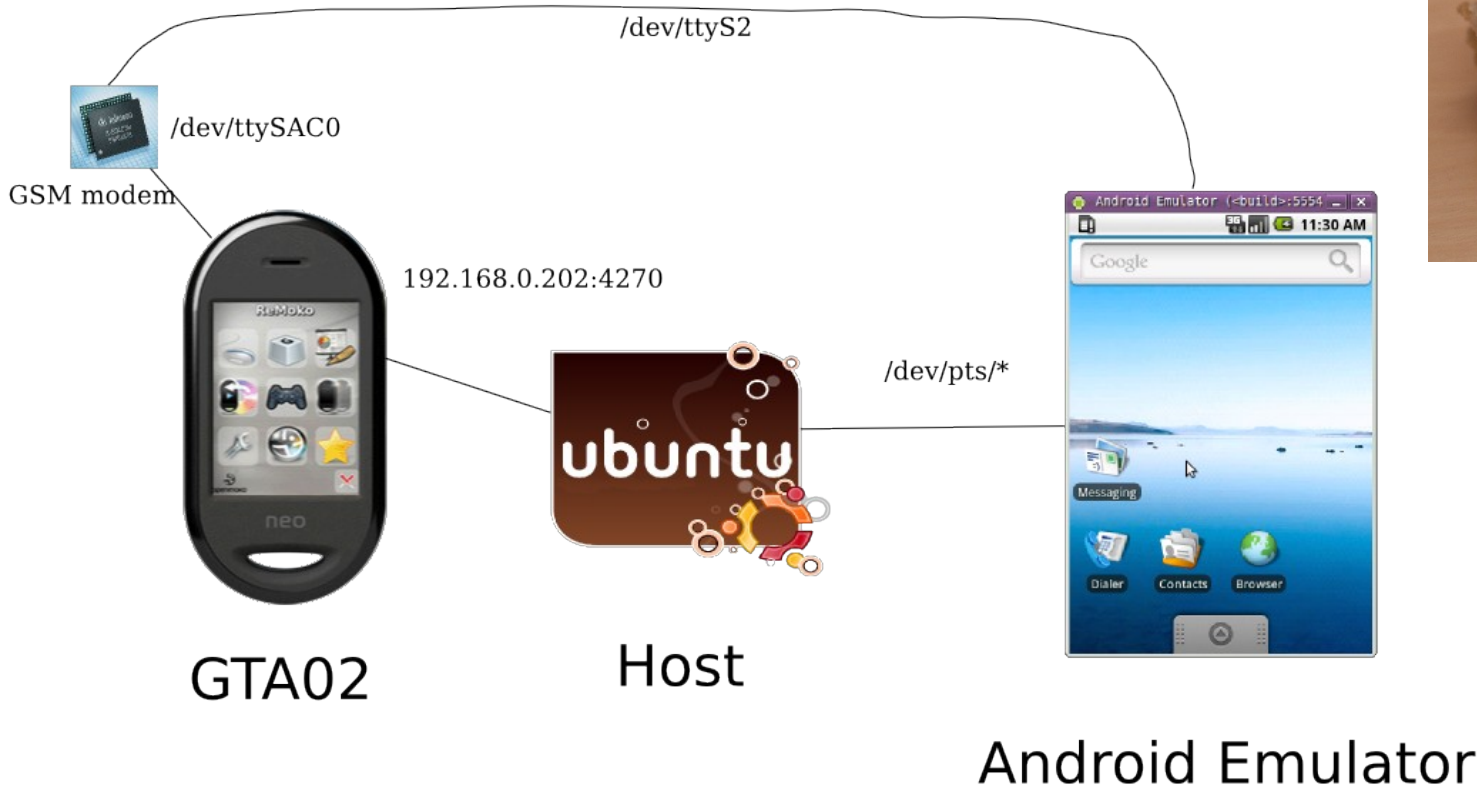 /dev/ttyS2
/dev/ttySAC0
GSM modem
192.168.0.202:4270
ReMoko
neo
GTA02
ubuntu
Host
/dev/pts/*
Android Emulator (<build>:5554
3G
11:30 AM
Google
Messaging
Dialer
Contacts
Browser
Android Emulator